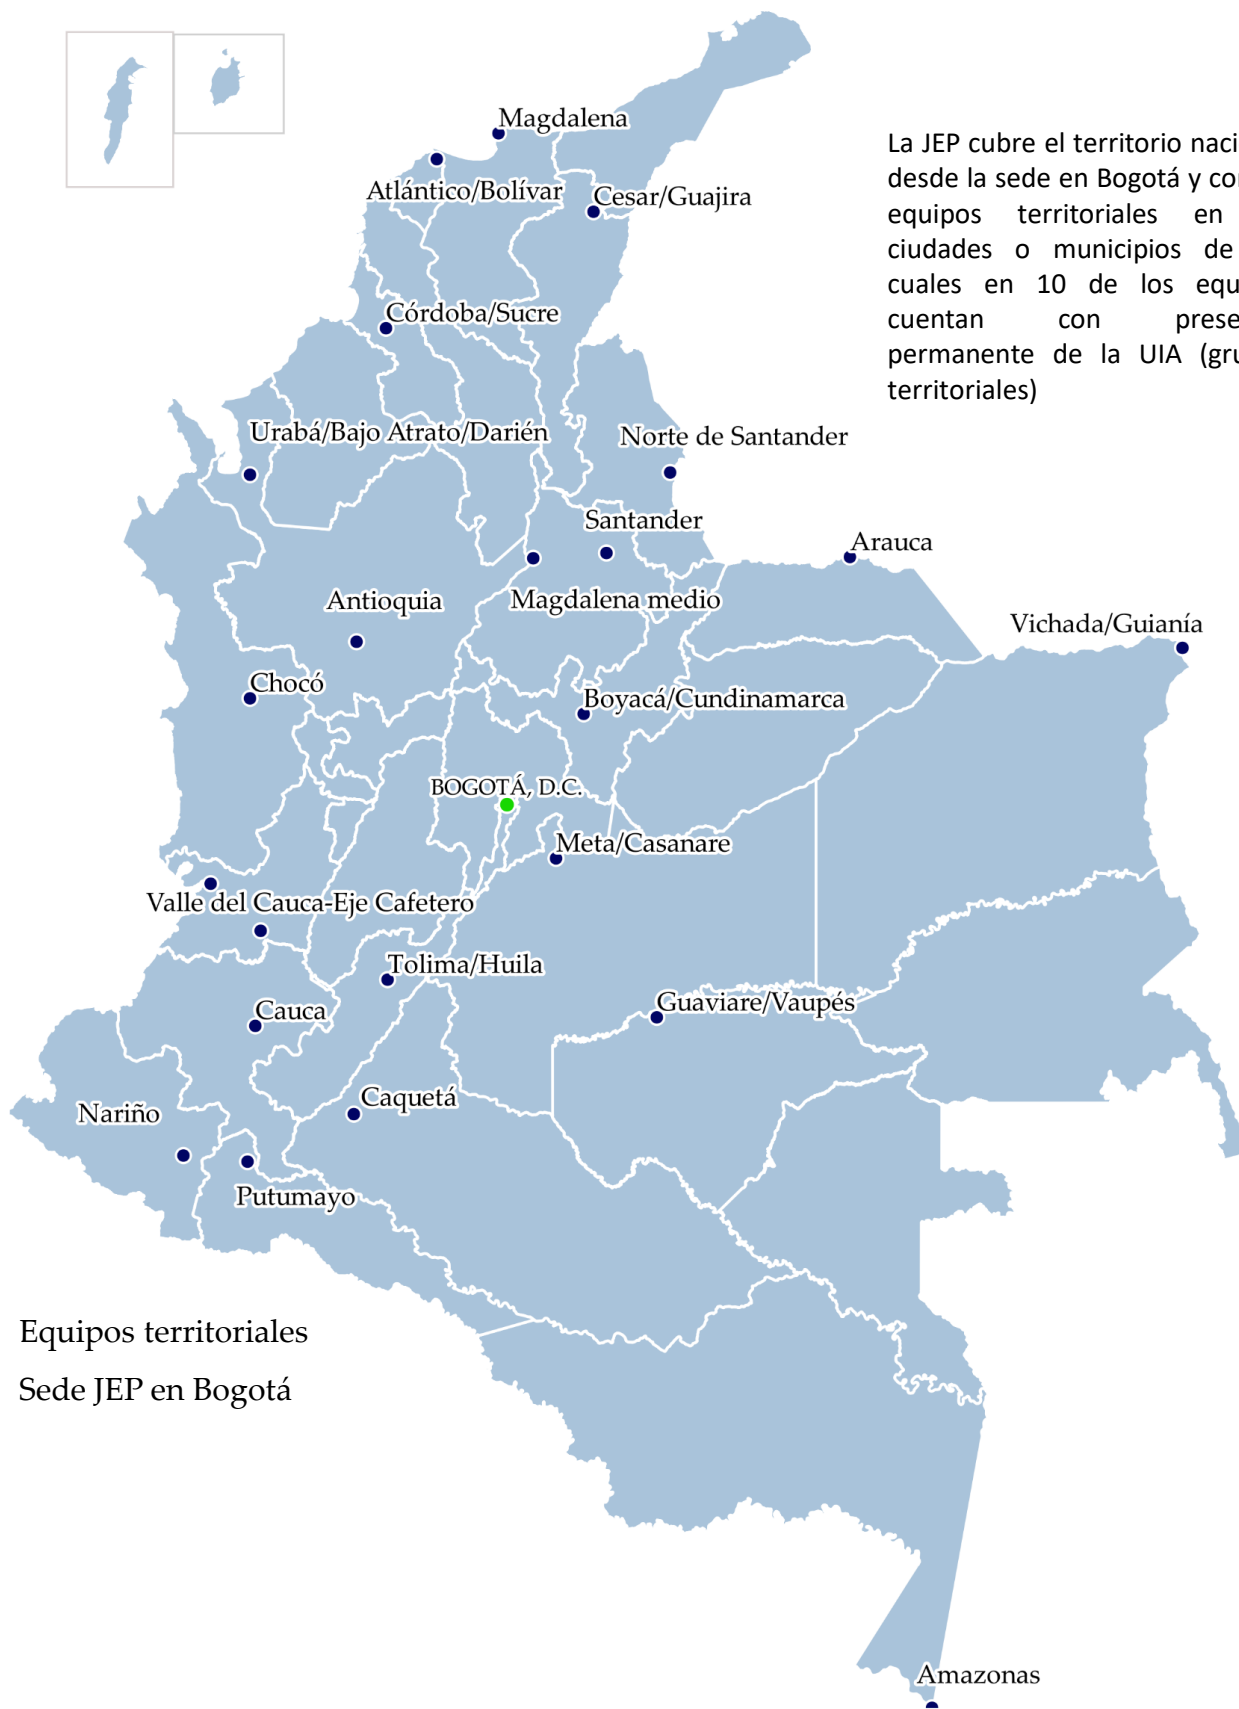 Magdalena
Atlántico/Bolívar
Cesar/Guajira
La JEP cubre el territorio naci
desde la sede en Bogotá y co
equipos territoriales en
ciudades o municipios de
cuales en 10 de los equ
cuentan con prese
permanente de la UIA (gru
territoriales)
Córdoba/Sucre
Urabá/Bajo Atrato/Darién
Norte de Santander
Santander
Arauca
Antioquia
Magdalena medio
Vichada/Guianía
Chocó
Boyacá/Cundinamarca
BOGOTÁ, D.C.
Meta/Casanare
Valle del Cauca-Eje Cafetero
Tolima/Huila
Guaviare/Vaupés
Cauca
Caquetá
Nariño
Putumayo
Equipos territoriales
Sede JEP en Bogotá
Amazonas